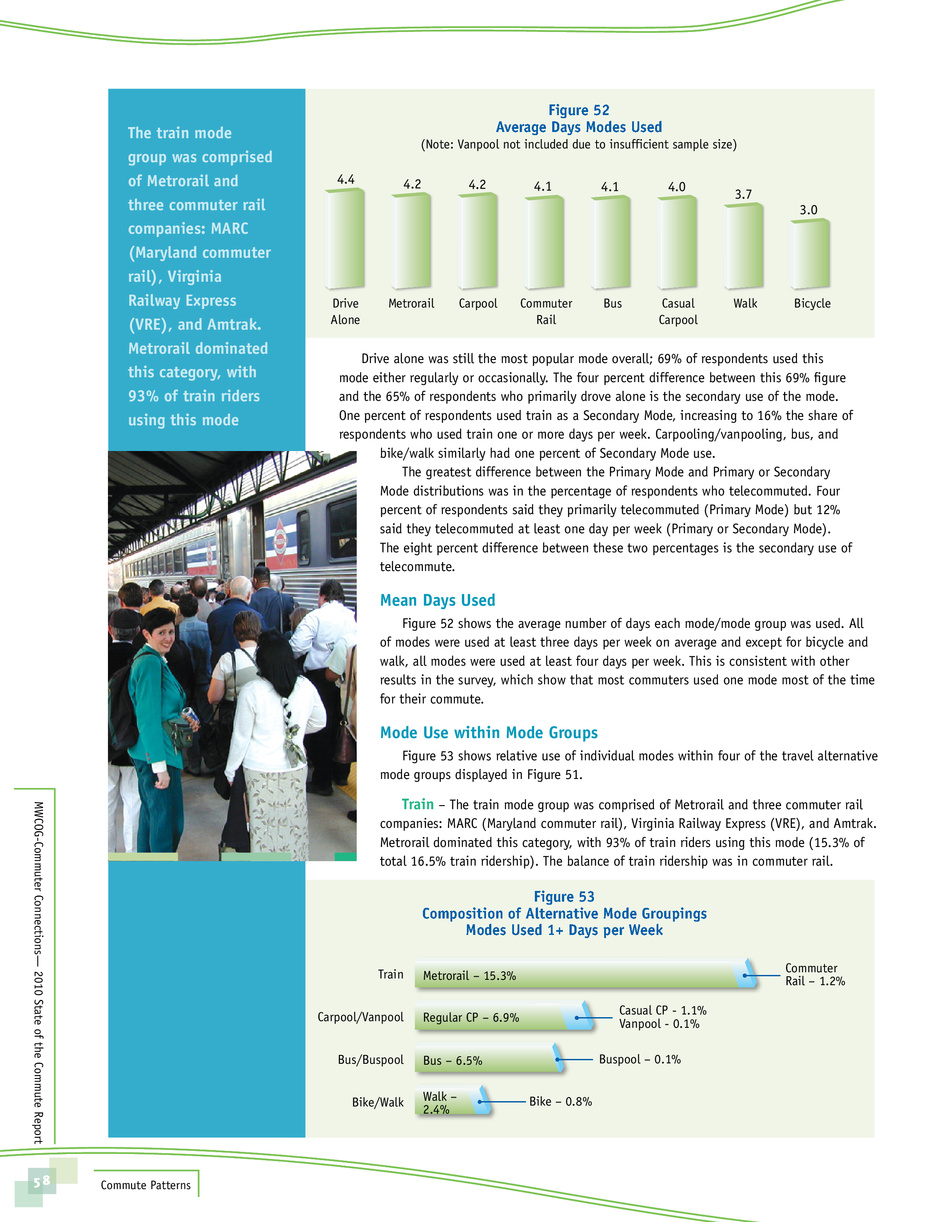 The train mode
group was comprised
of Metrorail and
three commuter rail
companies: MARC
(Maryland commuter
rail), Virginia
Railway Express
(VRE), and Amtrak.
Metrorail dominated
this category, with
93% of train riders
using this mode
Figure 52
Average Days Modes Used
(Note: Vanpool not included due to insufficient sample size)
4.4
4.2
4.2
4.1
4.1
4.0
3.7
3.0
Drive
Alone
Metrorail
Carpool
Commuter
Rail
Bus
Casual
Carpool
Walk
Bicycle
Drive alone was still the most popular mode overall; 69% of respondents used this
mode either regularly or occasionally. The four percent difference between this 69% figure
and the 65% of respondents who primarily drove alone is the secondary use of the mode.
One percent of respondents used train as a Secondary Mode, increasing to 16% the share of
respondents who used train one or more days per week. Carpooling/vanpooling, bus, and
bike/walk similarly had one percent of Secondary Mode use.
The greatest difference between the Primary Mode and Primary or Secondary
Mode distributions was in the percentage of respondents who telecommuted. Four
percent of respondents said they primarily telecommuted (Primary Mode) but 12%
said they telecommuted at least one day per week (Primary or Secondary Mode).
The eight percent difference between these two percentages is the secondary use of
telecommute.
Mean Days Used
Figure 52 shows the average number of days each mode/mode group was used. All
of modes were used at least three days per week on average and except for bicycle and
walk, all modes were used at least four days per week. This is consistent with other
results in the survey, which show that most commuters used one mode most of the time
for their commute.
Mode Use within Mode Groups
Figure 53 shows relative use of individual modes within four of the travel alternative
mode groups displayed in Figure 51.
Train – The train mode group was comprised of Metrorail and three commuter rail
companies: MARC (Maryland commuter rail), Virginia Railway Express (VRE), and Amtrak.
Metrorail dominated this category, with 93% of train riders using this mode (15.3% of
total 16.5% train ridership). The balance of train ridership was in commuter rail.
Figure 53
Composition of Alternative Mode Groupings
Modes Used 1+ Days per Week
Train
Metrorail – 15.3%
Commuter
Rail – 1.2%
Carpool/Vanpool
Regular CP – 6.9%
Casual CP - 1.1%
Vanpool - 0.1%
Bus/Buspool
Bus – 6.5%
Buspool – 0.1%
Bike/Walk
Walk –
2.4%
Bike – 0.8%
MWCOG-Commuter Connections— 2010 State of the Commute Report
58
Commute Patterns